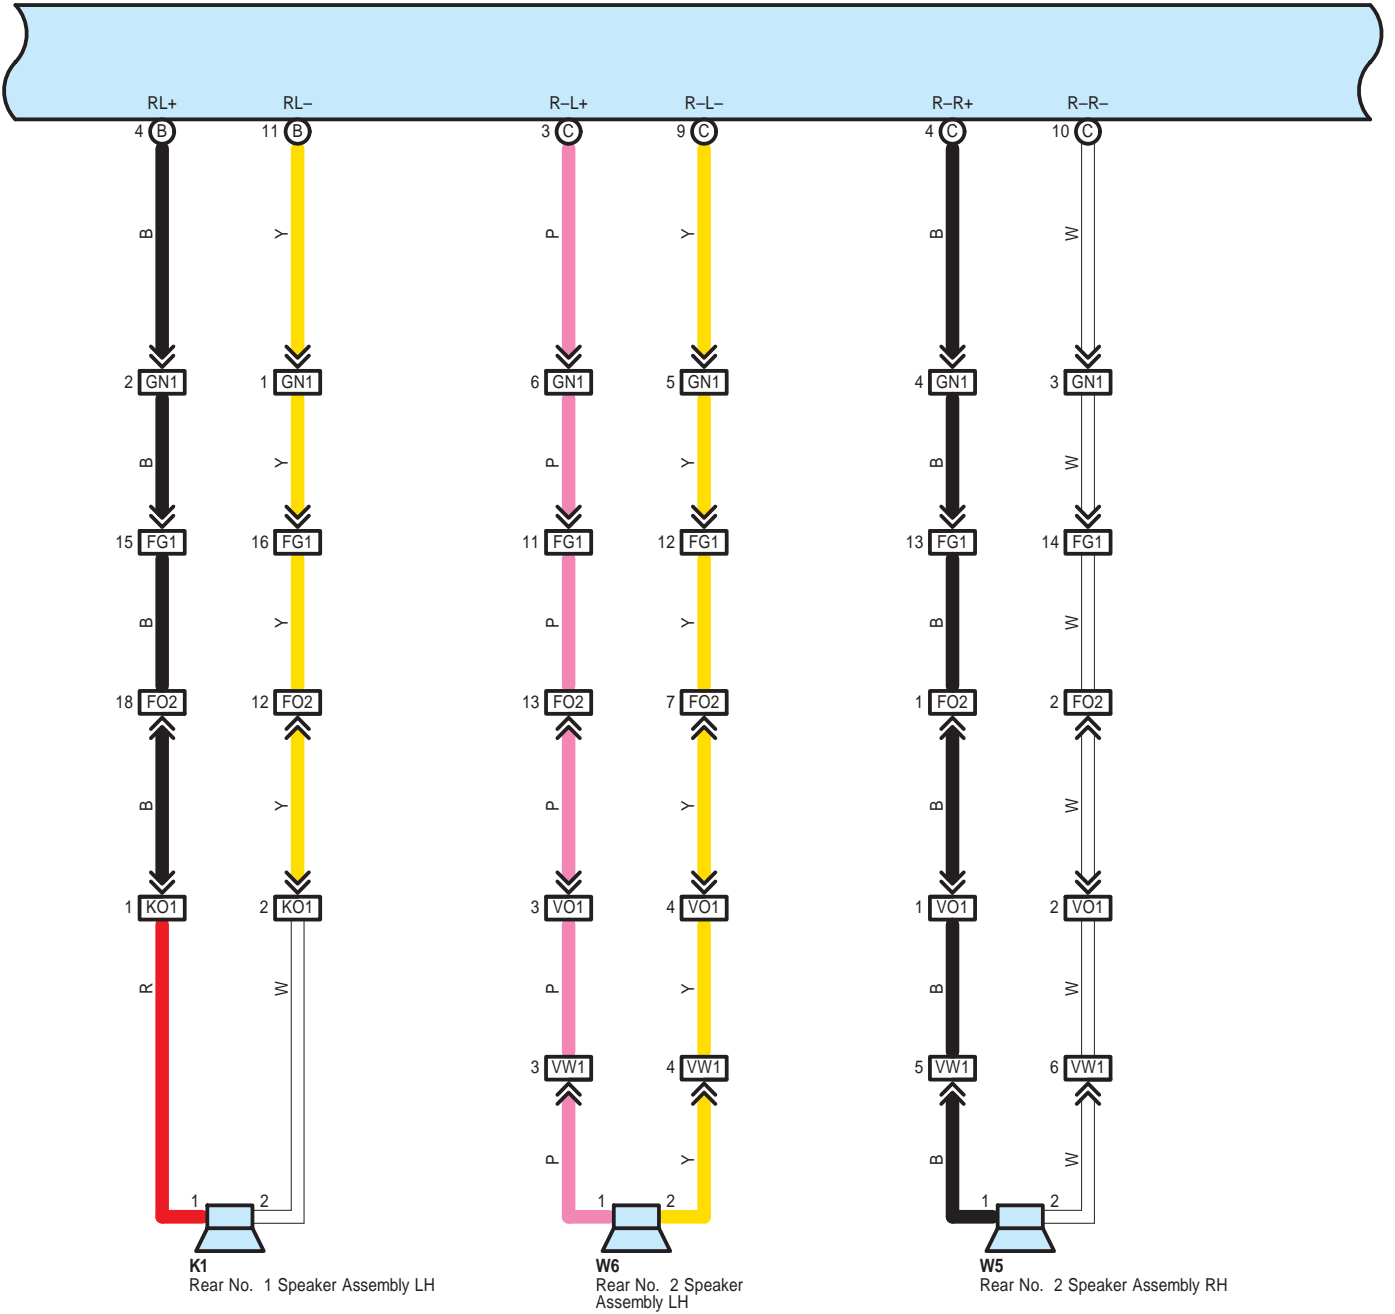 RL+ RL– R–L+ R–L– R–R+ R–R–
4 B 11 B 3 C 9 C 4 C 10 C
B Y P Y B W
2 GN1 1 GN1 6 GN1 5 GN1 4 GN1 3 GN1
B Y P Y B W
15 FG1 16 FG1 11 FG1 12 FG1 13 FG1 14 FG1
B Y P Y B W
18 FO2 12 FO2 13 FO2 7 FO2 1 FO2 2 FO2
B Y P Y B W
1 KO1 2 KO1 3 VO1 4 VO1 1 VO1 2 VO1
R W P Y B W
3 VW1 4 VW1 5 VW1 6 VW1
P Y B W
1 2 1 2 1 2
K1
Rear No. 1 Speaker Assembly LH
W6
Rear No. 2 Speaker
Assembly LH
W5
Rear No. 2 Speaker Assembly RH